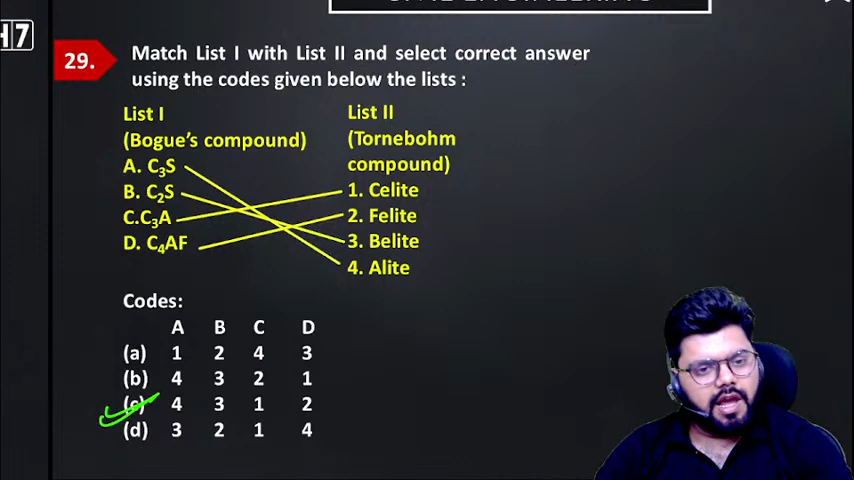 H7
29.
Match List I with List II and select correct answer
using the codes given below the lists :
List I
(Bogue's compound)
A. C₃S
B. C₂S
C.C₃A
D. C₄AF
List II
(Tornebohm
compound)
1. Celite
2. Felite
3. Belite
4. Alite
Codes:
A B C D
(a) 1 2 4 3
(b) 4 3 2 1
(c) 4 3 1 2
(d) 3 2 1 4